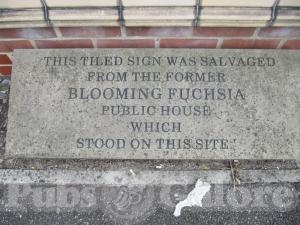 THIS TILED SIGN WAS SALVAGED
FROM THE FORMER
BLOOMING FUCHSIA
PUBLIC HOUSE
WHICH
STOOD ON THIS SITE.
Pubs Galore